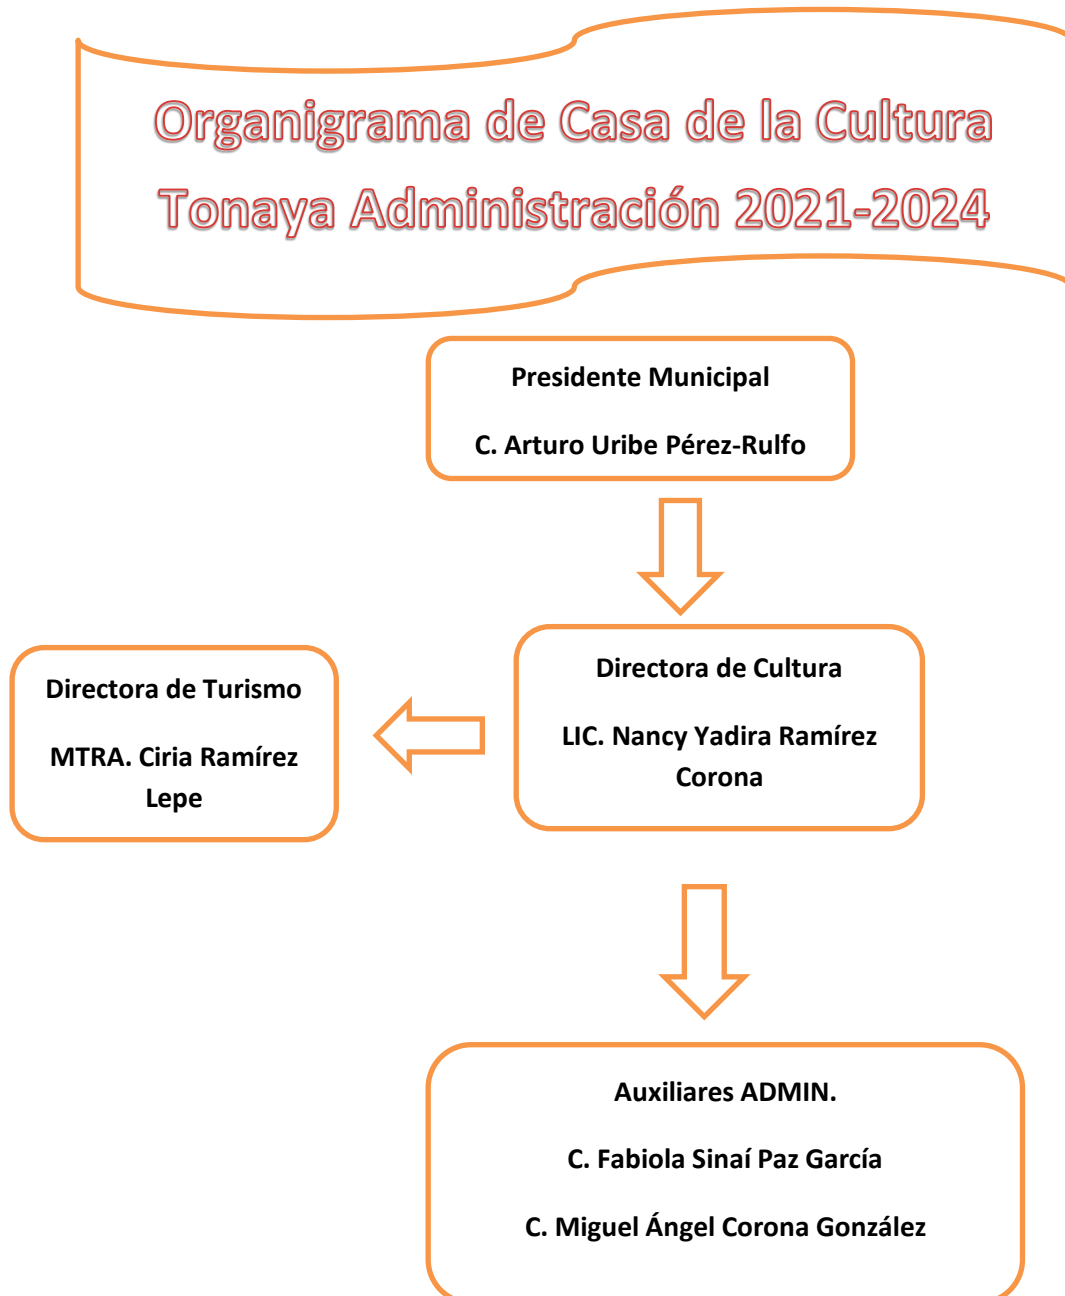 Organigrama de Casa de la Cultura
Tonaya Administración 2021-2024
Presidente Municipal
C. Arturo Uribe Pérez-Rulfo
Directora de Turismo
MTRA. Ciria Ramírez
Lepe
Directora de Cultura
LIC. Nancy Yadira Ramírez
Corona
Auxiliares ADMIN.
C. Fabiola Sinaí Paz García
C. Miguel Ángel Corona González